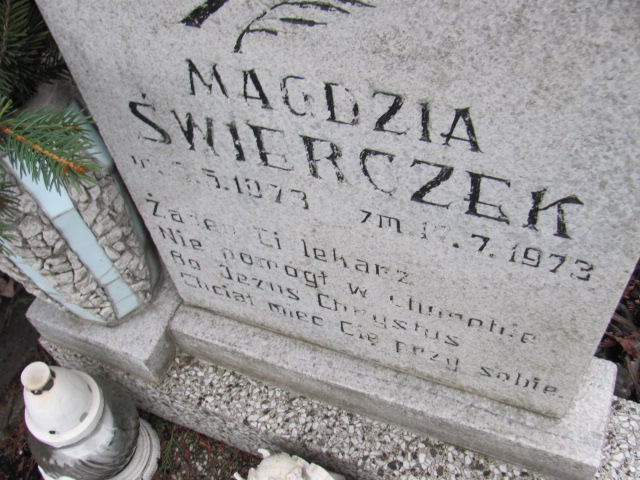 MAGDZIA
ŚWIERCZEK
5.1973 zm 7.1973
Żaden Ci lekarz
Nie pomógł w chorobie
Bo Jezus Chrystus
Chciał mieć Cię przy sobie